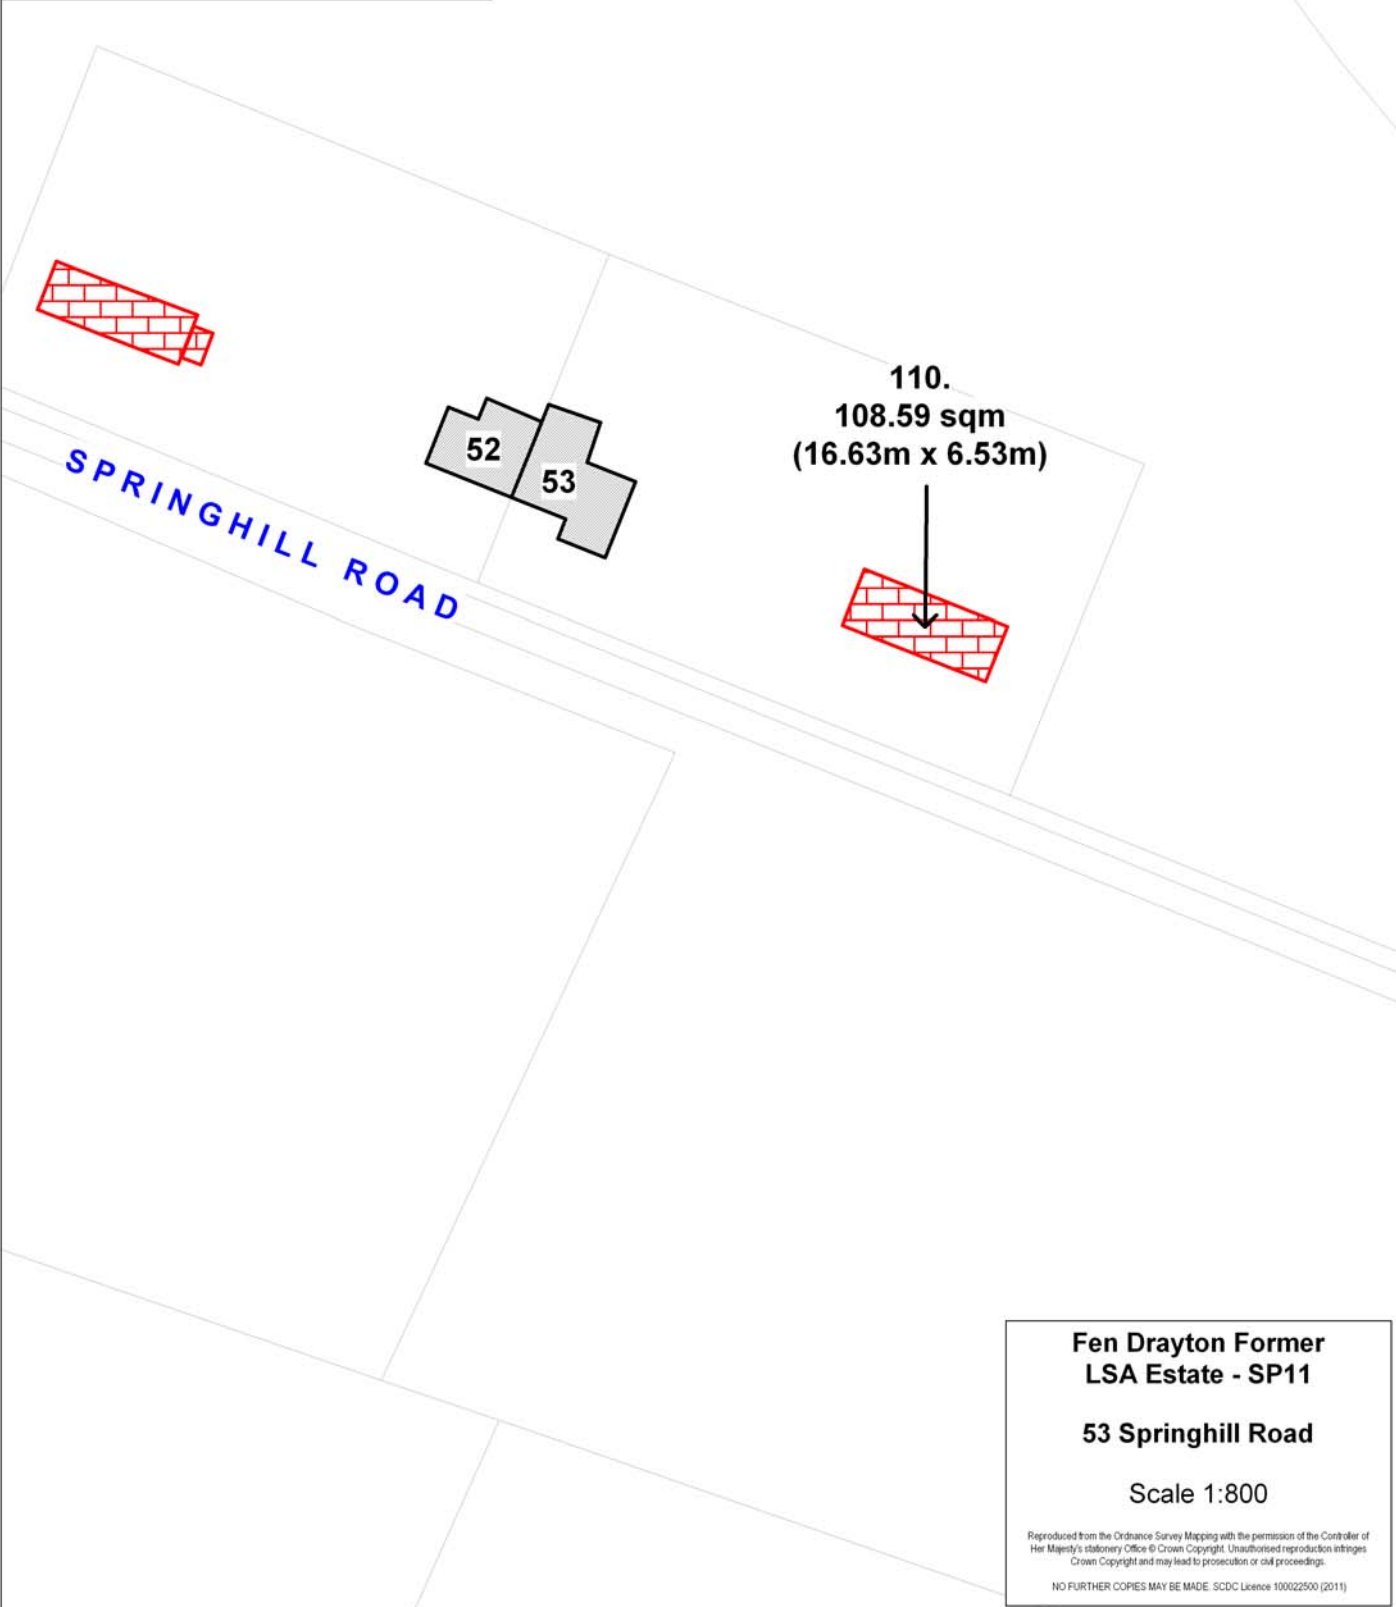 110.
108.59 sqm
(16.63m x 6.53m)
52
53
SPRINGHILL ROAD
Fen Drayton Former
LSA Estate - SP11
53 Springhill Road
Scale 1:800
Reproduced from the Ordnance Survey Mapping with the permission of the Controller of
Her Majesty's stationery Office © Crown Copyright. Unauthorised reproduction infringes
Crown Copyright and may lead to prosecution or civil proceedings.
NO FURTHER COPIES MAY BE MADE. SCDC Licence 100022500 (2011)